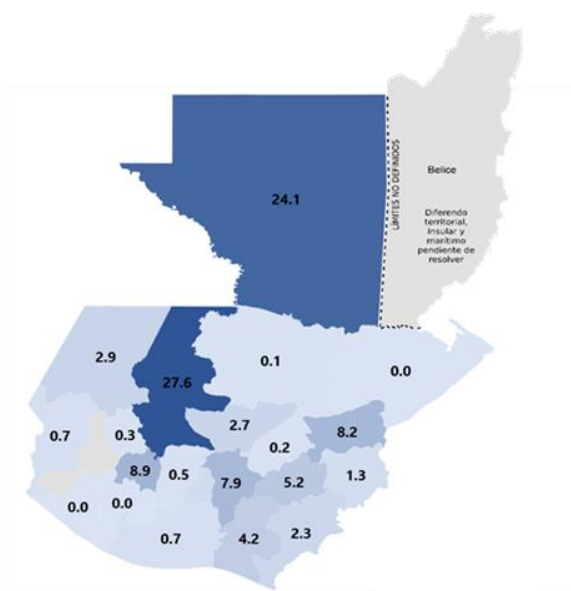 24.1
LÍMITES NO DEFINIDOS
Belice
Diferendo
territorial,
insular y
marítimo
pendiente de
resolver
2.9
27.6
0.1
0.0
0.7
0.3
2.7
0.2
8.2
8.9
0.5
7.9
5.2
1.3
0.0
0.0
0.7
4.2
2.3